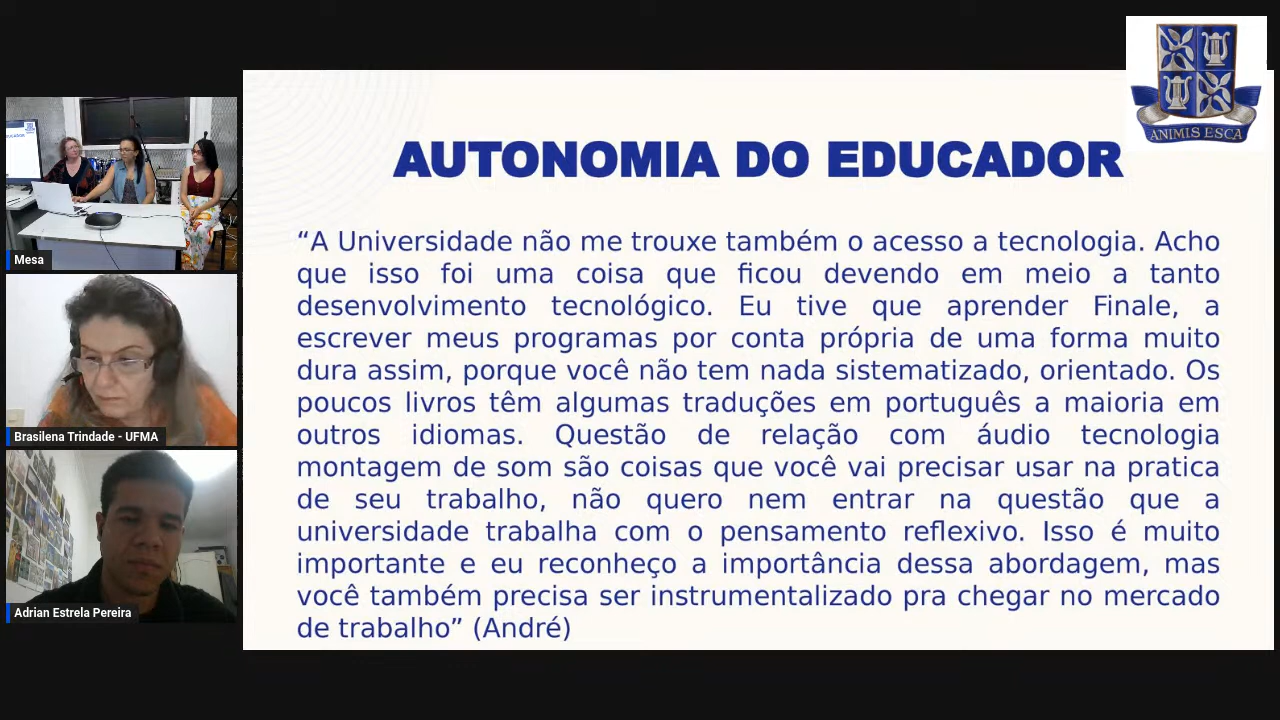 ANIMIS ESCA
AUTONOMIA DO EDUCADOR
“A Universidade não me trouxe também o acesso a tecnologia. Acho
que isso foi uma coisa que ficou devendo em meio a tanto
desenvolvimento tecnológico. Eu tive que aprender Finale, a
escrever meus programas por conta própria de uma forma muito
dura assim, porque você não tem nada sistematizado, orientado. Os
poucos livros têm algumas traduções em português a maioria em
outros idiomas. Questão de relação com áudio tecnologia
montagem de som são coisas que você vai precisar usar na pratica
de seu trabalho, não quero nem entrar na questão que a
universidade trabalha com o pensamento reflexivo. Isso é muito
importante e eu reconheço a importância dessa abordagem, mas
você também precisa ser instrumentalizado pra chegar no mercado
de trabalho” (André)
Mesa
Brasilena Trindade - UFMA
Adrian Estrela Pereira